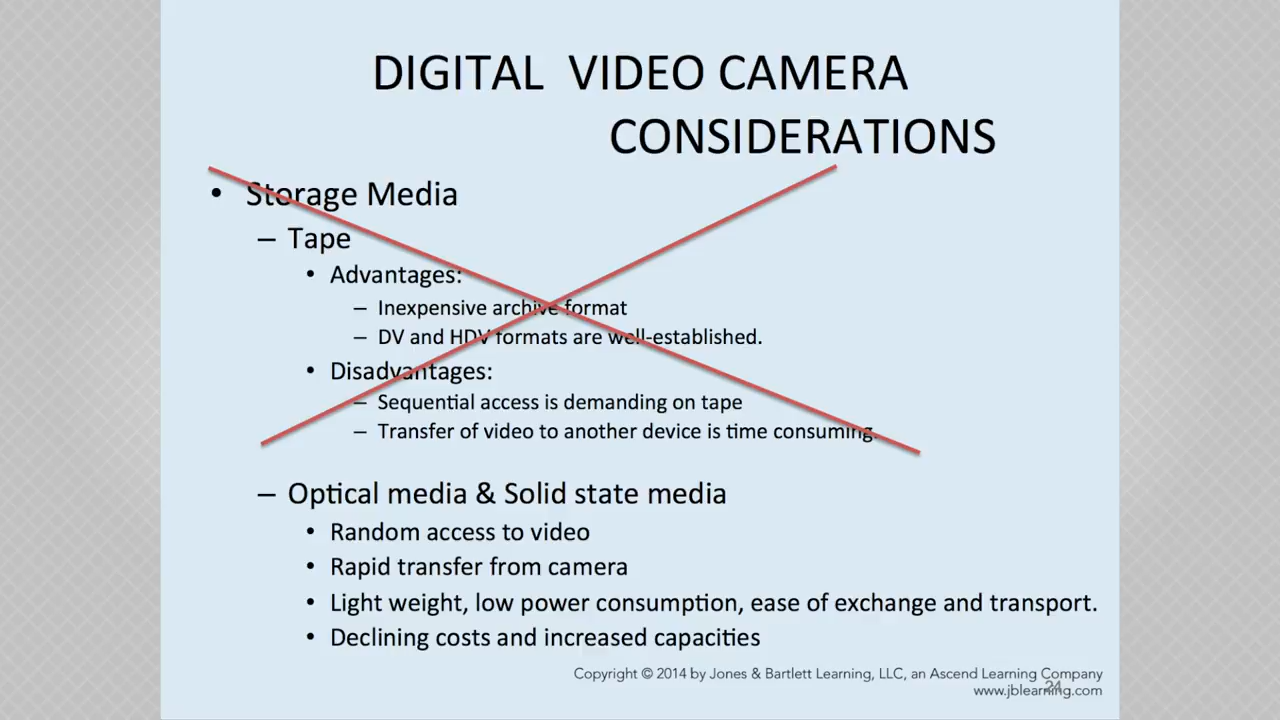 DIGITAL VIDEO CAMERA
CONSIDERATIONS
• Storage Media
– Tape
• Advantages:
– Inexpensive archive format
– DV and HDV formats are well-established.
• Disadvantages:
– Sequential access is demanding on tape
– Transfer of video to another device is time consuming.
– Optical media & Solid state media
• Random access to video
• Rapid transfer from camera
• Light weight, low power consumption, ease of exchange and transport.
• Declining costs and increased capacities
Copyright © 2014 by Jones & Bartlett Learning, LLC, an Ascend Learning Company
www.jblearning.com
24